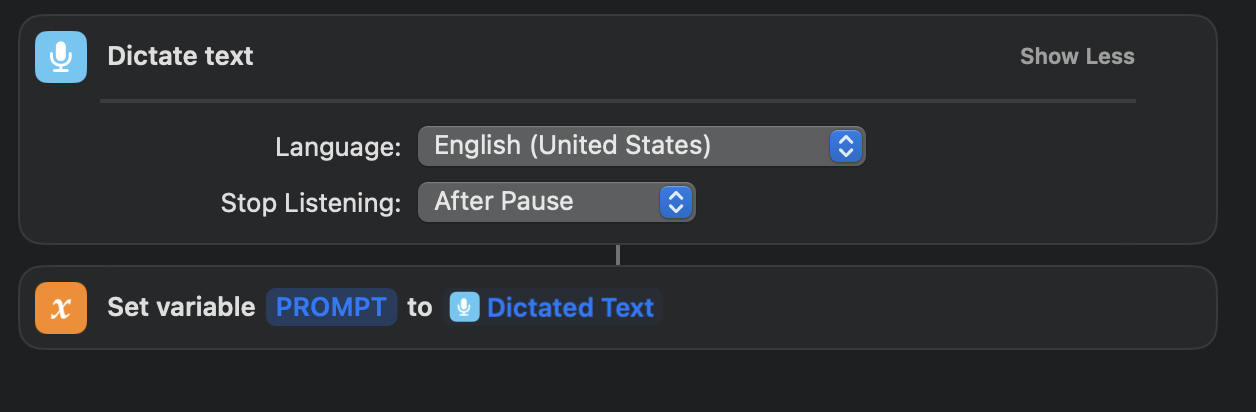 Dictate text
Show Less
Language: English (United States)
Stop Listening: After Pause
x Set variable PROMPT to Dictated Text